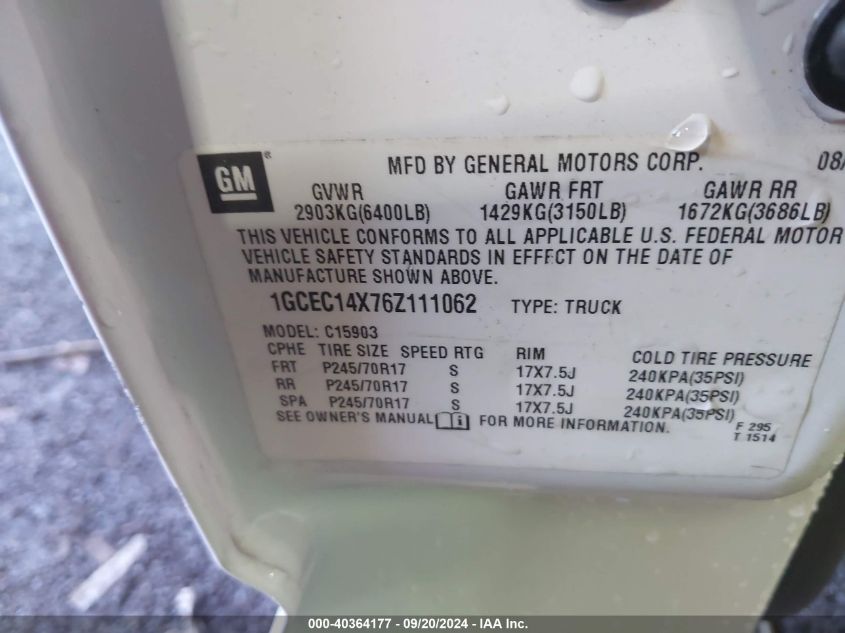 GM ® MFD BY GENERAL MOTORS CORP. 08/
GVWR GAWR FRT GAWR RR
2903KG(6400LB) 1429KG(3150LB) 1672KG(3686LB)
THIS VEHICLE CONFORMS TO ALL APPLICABLE U.S. FEDERAL MOTOR
VEHICLE SAFETY STANDARDS IN EFFECT ON THE DATE OF
MANUFACTURE SHOWN ABOVE.
1GCEC14X76Z111062 TYPE: TRUCK
MODEL: C15903
CPHE TIRE SIZE SPEED RTG RIM COLD TIRE PRESSURE
FRT P245/70R17 S 17X7.5J 240KPA(35PSI)
RR P245/70R17 S 17X7.5J 240KPA(35PSI)
SPA P245/70R17 S 17X7.5J 240KPA(35PSI)
SEE OWNER'S MANUAL i FOR MORE INFORMATION.
F 295
T 1514
000-40364177 - 09/20/2024 - IAA Inc.